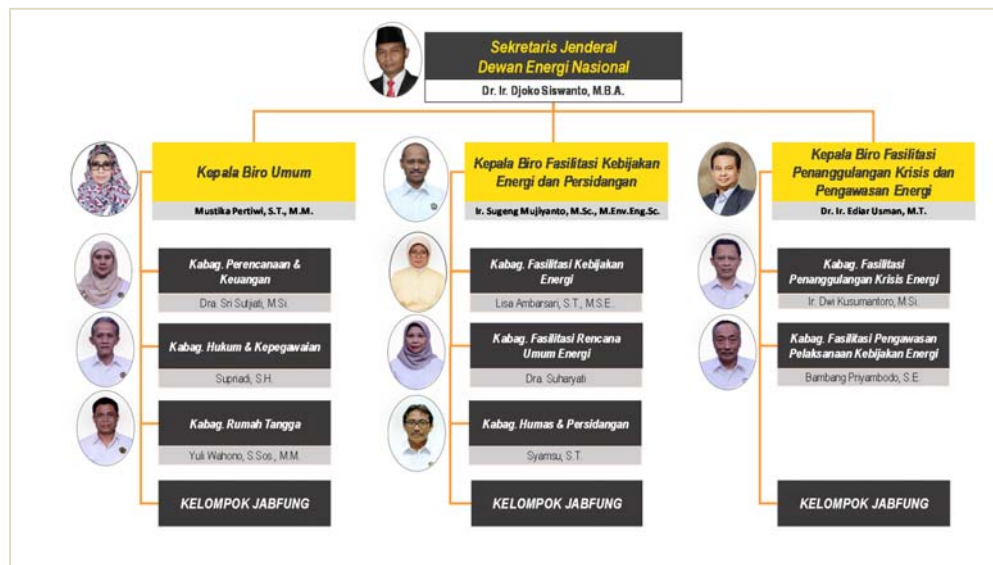 Sekretaris Jenderal
Dewan Energi Nasional
Dr. Ir. Djoko Siswanto, M.B.A.
Kepala Biro Umum
Mustika Pertiwi, S.T., M.M.
Kabag. Perencanaan &
Keuangan
Dra. Sri Sutjiati, M.Si.
Kabag. Hukum & Kepegawaian
Supriadi, S.H.
Kabag. Rumah Tangga
Yuli Wahono, S.Sos., M.M.
KELOMPOK JABFUNG
Kepala Biro Fasilitasi Kebijakan
Energi dan Persidangan
Ir. Sugeng Mujiyanto, M.Sc., M.Env.Eng.Sc.
Kabag. Fasilitasi Kebijakan
Energi
Lisa Ambarsari, S.T., M.S.E..
Kabag. Fasilitasi Rencana
Umum Energi
Dra. Suharyati
Kabag. Humas & Persidangan
Syamsu, S.T.
KELOMPOK JABFUNG
Kepala Biro Fasilitasi
Penanggulangan Krisis dan
Pengawasan Energi
Dr. Ir. Ediar Usman, M.T.
Kabag. Fasilitasi
Penanggulangan Krisis Energi
Ir. Dwi Kusumantoro, M.Si.
Kabag. Fasilitasi Pengawasan
Pelaksanaan Kebijakan Energi
Bambang Priyambodo, S.E.
KELOMPOK JABFUNG